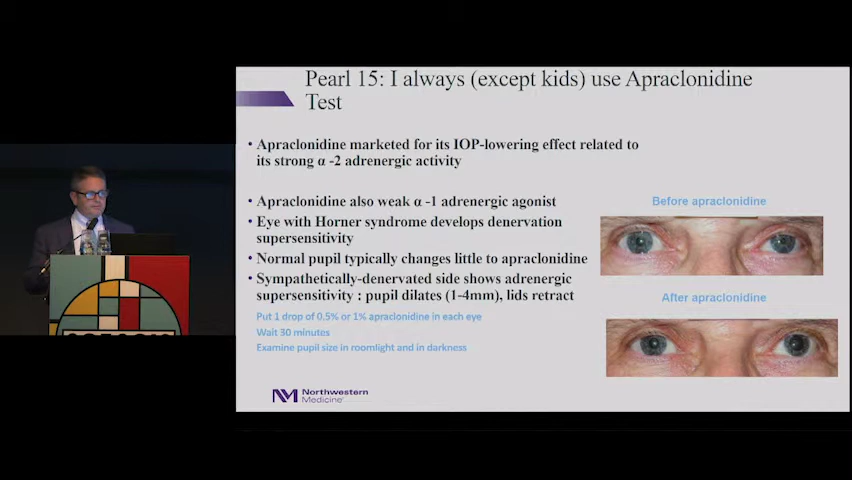 Pearl 15: I always (except kids) use Apraclonidine
Test
• Apraclonidine marketed for its IOP-lowering effect related to
its strong α -2 adrenergic activity
• Apraclonidine also weak α -1 adrenergic agonist
• Eye with Horner syndrome develops denervation
supersensitivity
• Normal pupil typically changes little to apraclonidine
• Sympathetically-denervated side shows adrenergic
supersensitivity : pupil dilates (1-4mm), lids retract
Put 1 drop of 0.5% or 1% apraclonidine in each eye
Wait 30 minutes
Examine pupil size in roomlight and in darkness
Before apraclonidine
After apraclonidine
NM Northwestern
Medicine